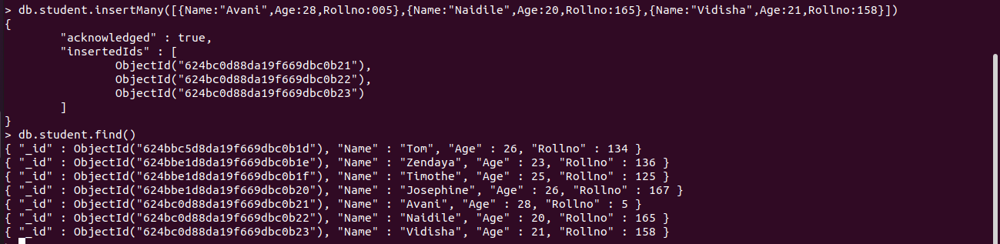 > db.student.insertMany([{Name:"Avani",Age:28,Rollno:005},{Name:"Naidile",Age:20,Rollno:165},{Name:"Vidisha",Age:21,Rollno:158}])
{
        "acknowledged" : true,
        "insertedIds" : [
                ObjectId("624bc0d88da19f669dbc0b21"),
                ObjectId("624bc0d88da19f669dbc0b22"),
                ObjectId("624bc0d88da19f669dbc0b23")
        ]
}
> db.student.find()
{ "_id" : ObjectId("624bbc5d8da19f669dbc0b1d"), "Name" : "Tom", "Age" : 26, "Rollno" : 134 }
{ "_id" : ObjectId("624bbe1d8da19f669dbc0b1e"), "Name" : "Zendaya", "Age" : 23, "Rollno" : 136 }
{ "_id" : ObjectId("624bbe1d8da19f669dbc0b1f"), "Name" : "Timothe", "Age" : 25, "Rollno" : 125 }
{ "_id" : ObjectId("624bbe1d8da19f669dbc0b20"), "Name" : "Josephine", "Age" : 26, "Rollno" : 167 }
{ "_id" : ObjectId("624bc0d88da19f669dbc0b21"), "Name" : "Avani", "Age" : 28, "Rollno" : 5 }
{ "_id" : ObjectId("624bc0d88da19f669dbc0b22"), "Name" : "Naidile", "Age" : 20, "Rollno" : 165 }
{ "_id" : ObjectId("624bc0d88da19f669dbc0b23"), "Name" : "Vidisha", "Age" : 21, "Rollno" : 158 }